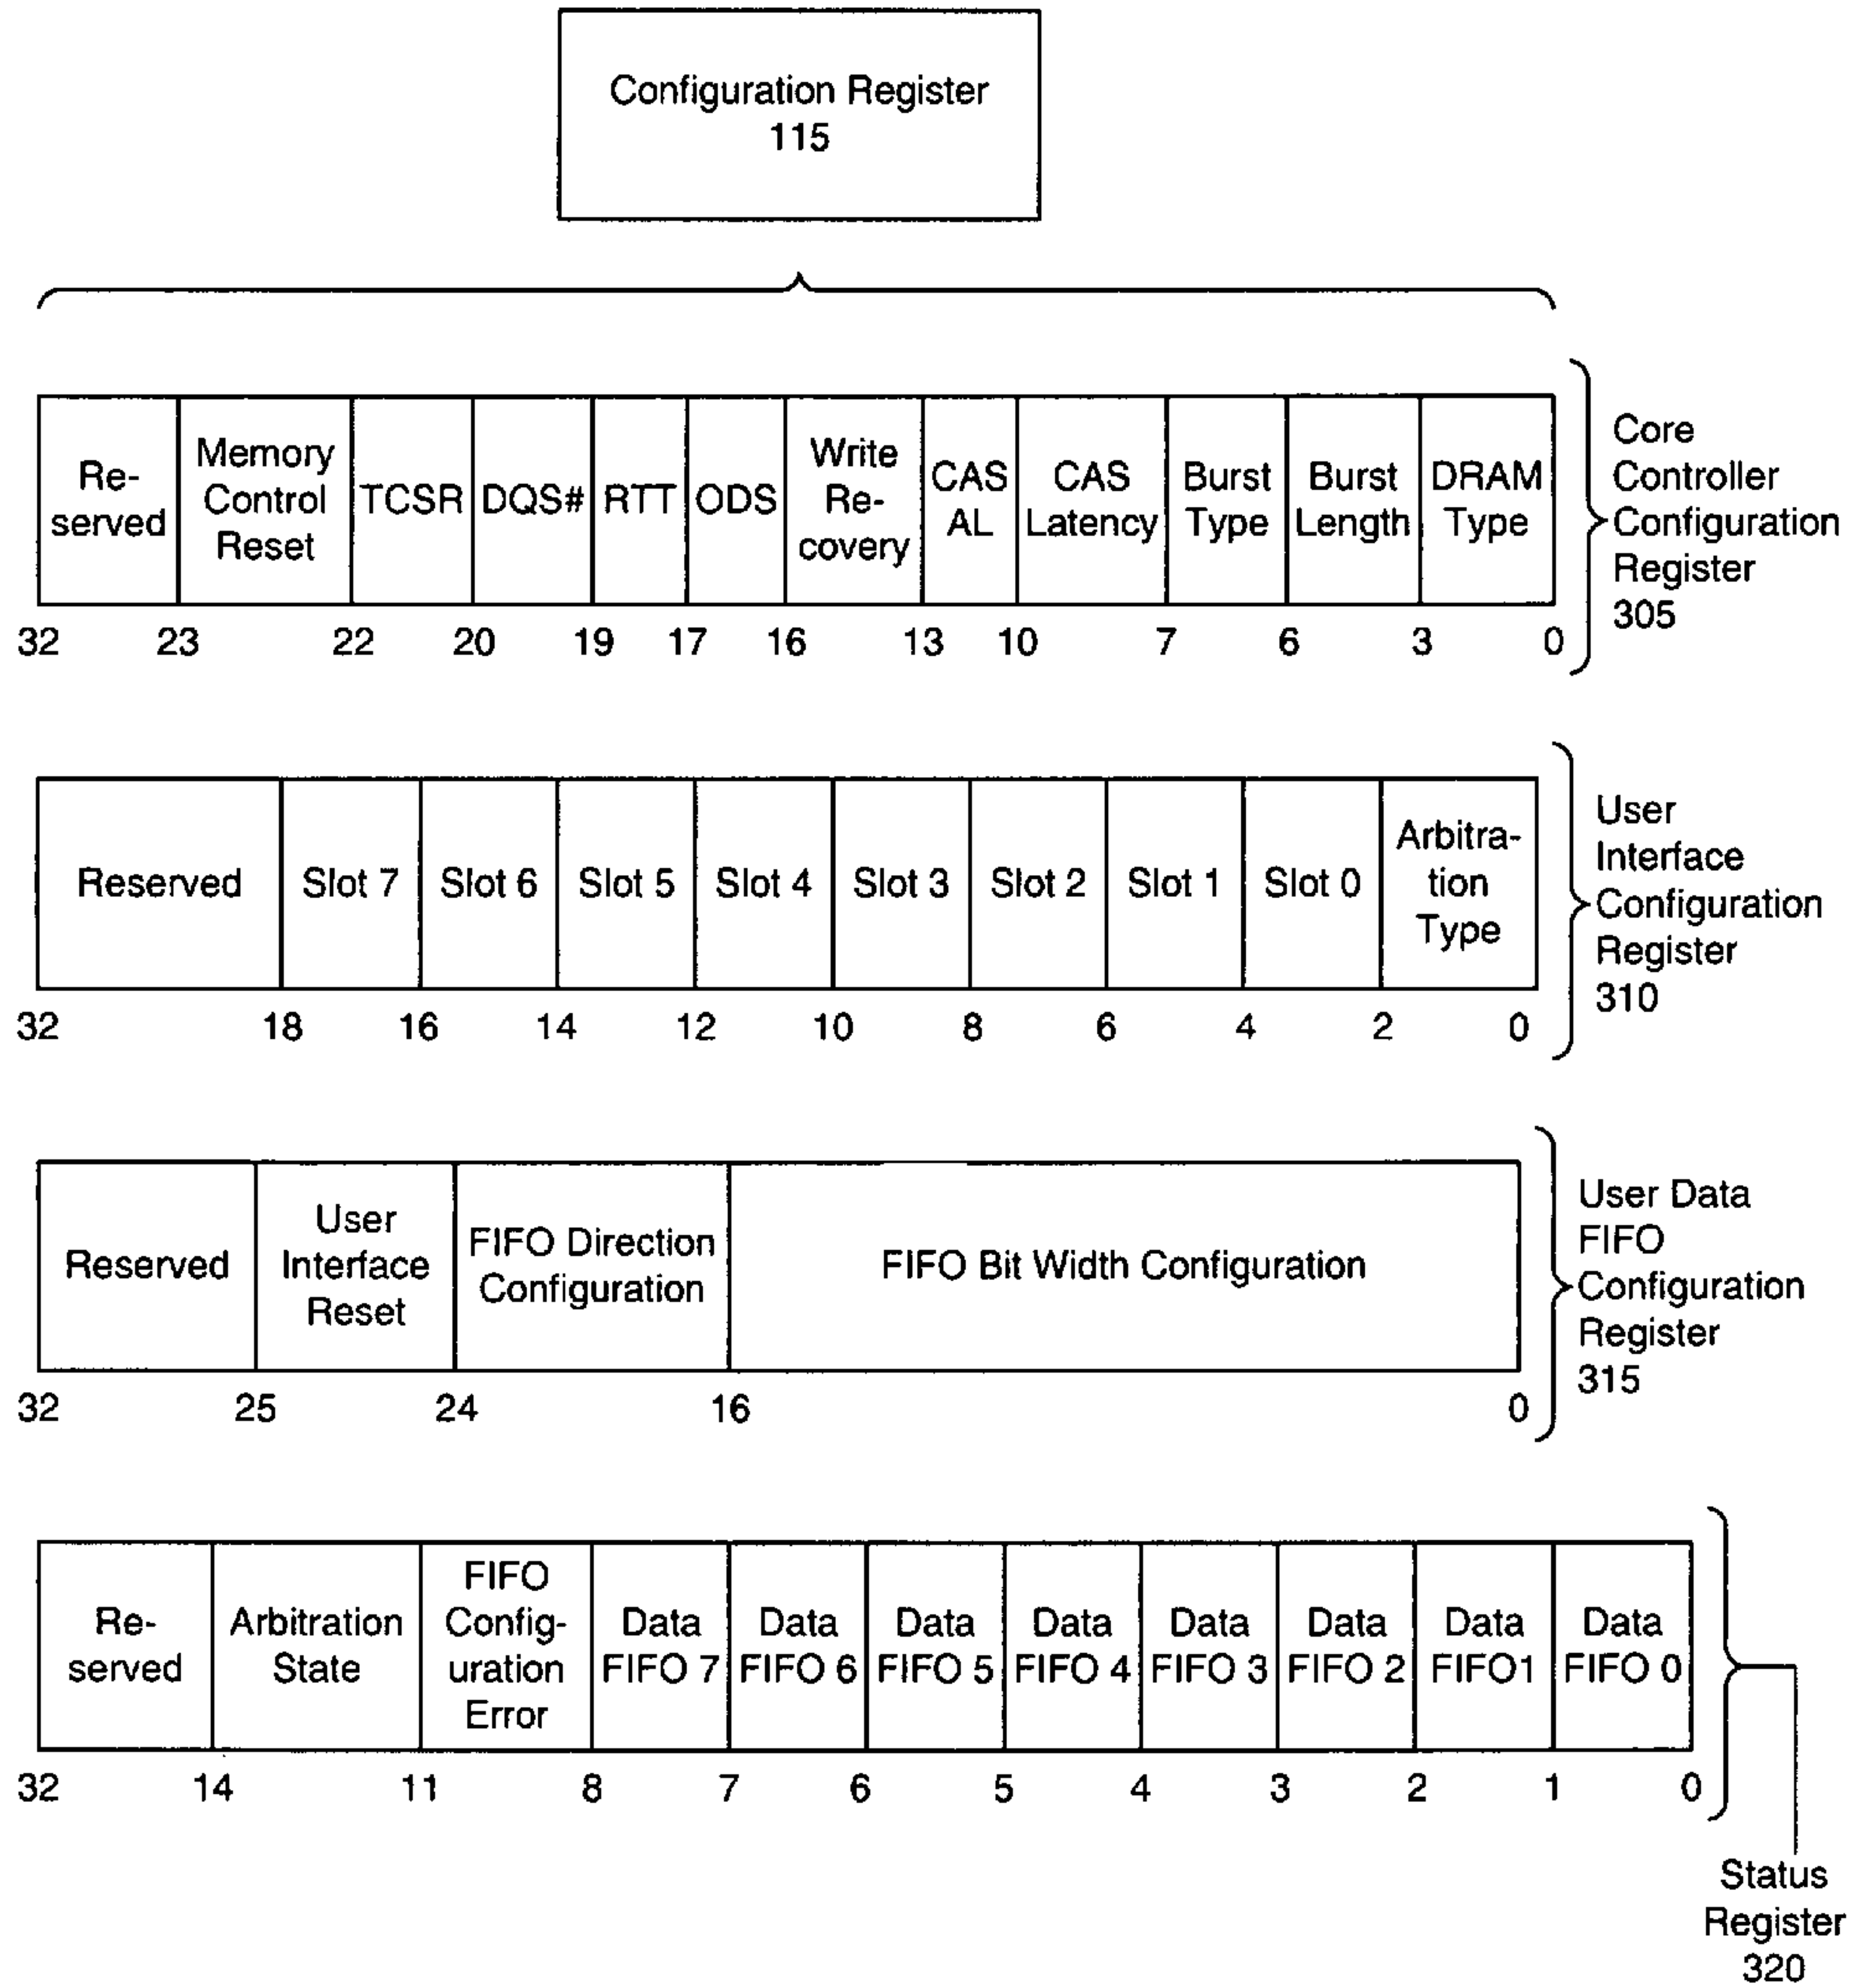 Configuration Register
115
Re-
served
Memory
Control
Reset
TCSR
DQS#
RTT
ODS
Write
Re-
covery
CAS
AL
CAS
Latency
Burst
Type
Burst
Length
DRAM
Type
Core
Controller
Configuration
Register
305
32 23 22 20 19 17 16 13 10 7 6 3 0
Reserved
Slot 7
Slot 6
Slot 5
Slot 4
Slot 3
Slot 2
Slot 1
Slot 0
Arbitra-
tion
Type
User
Interface
Configuration
Register
310
32 18 16 14 12 10 8 6 4 2 0
Reserved
User
Interface
Reset
FIFO Direction
Configuration
FIFO Bit Width Configuration
User Data
FIFO
Configuration
Register
315
32 25 24 16 0
Re-
served
Arbitration
State
FIFO
Config-
uration
Error
Data
FIFO 7
Data
FIFO 6
Data
FIFO 5
Data
FIFO 4
Data
FIFO 3
Data
FIFO 2
Data
FIFO1
Data
FIFO 0
32 14 11 8 7 6 5 4 3 2 1 0
Status
Register
320